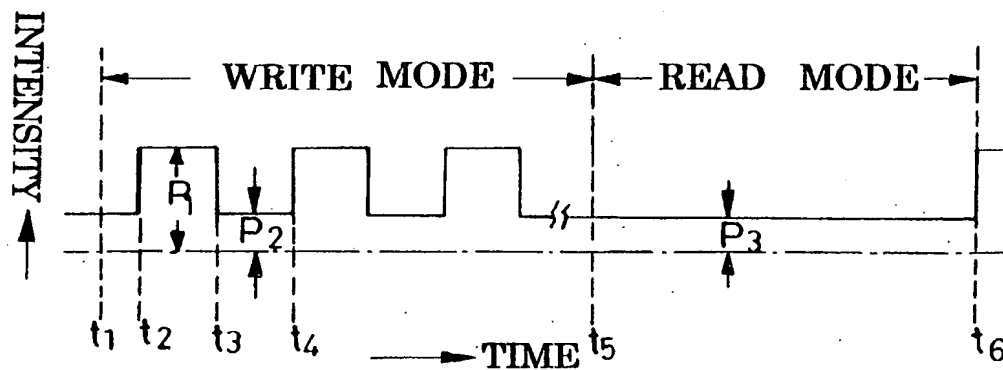 INTENSITY
WRITE MODE
READ MODE
P1
P2
P3
t1 t2 t3 t4 t5 t6
TIME